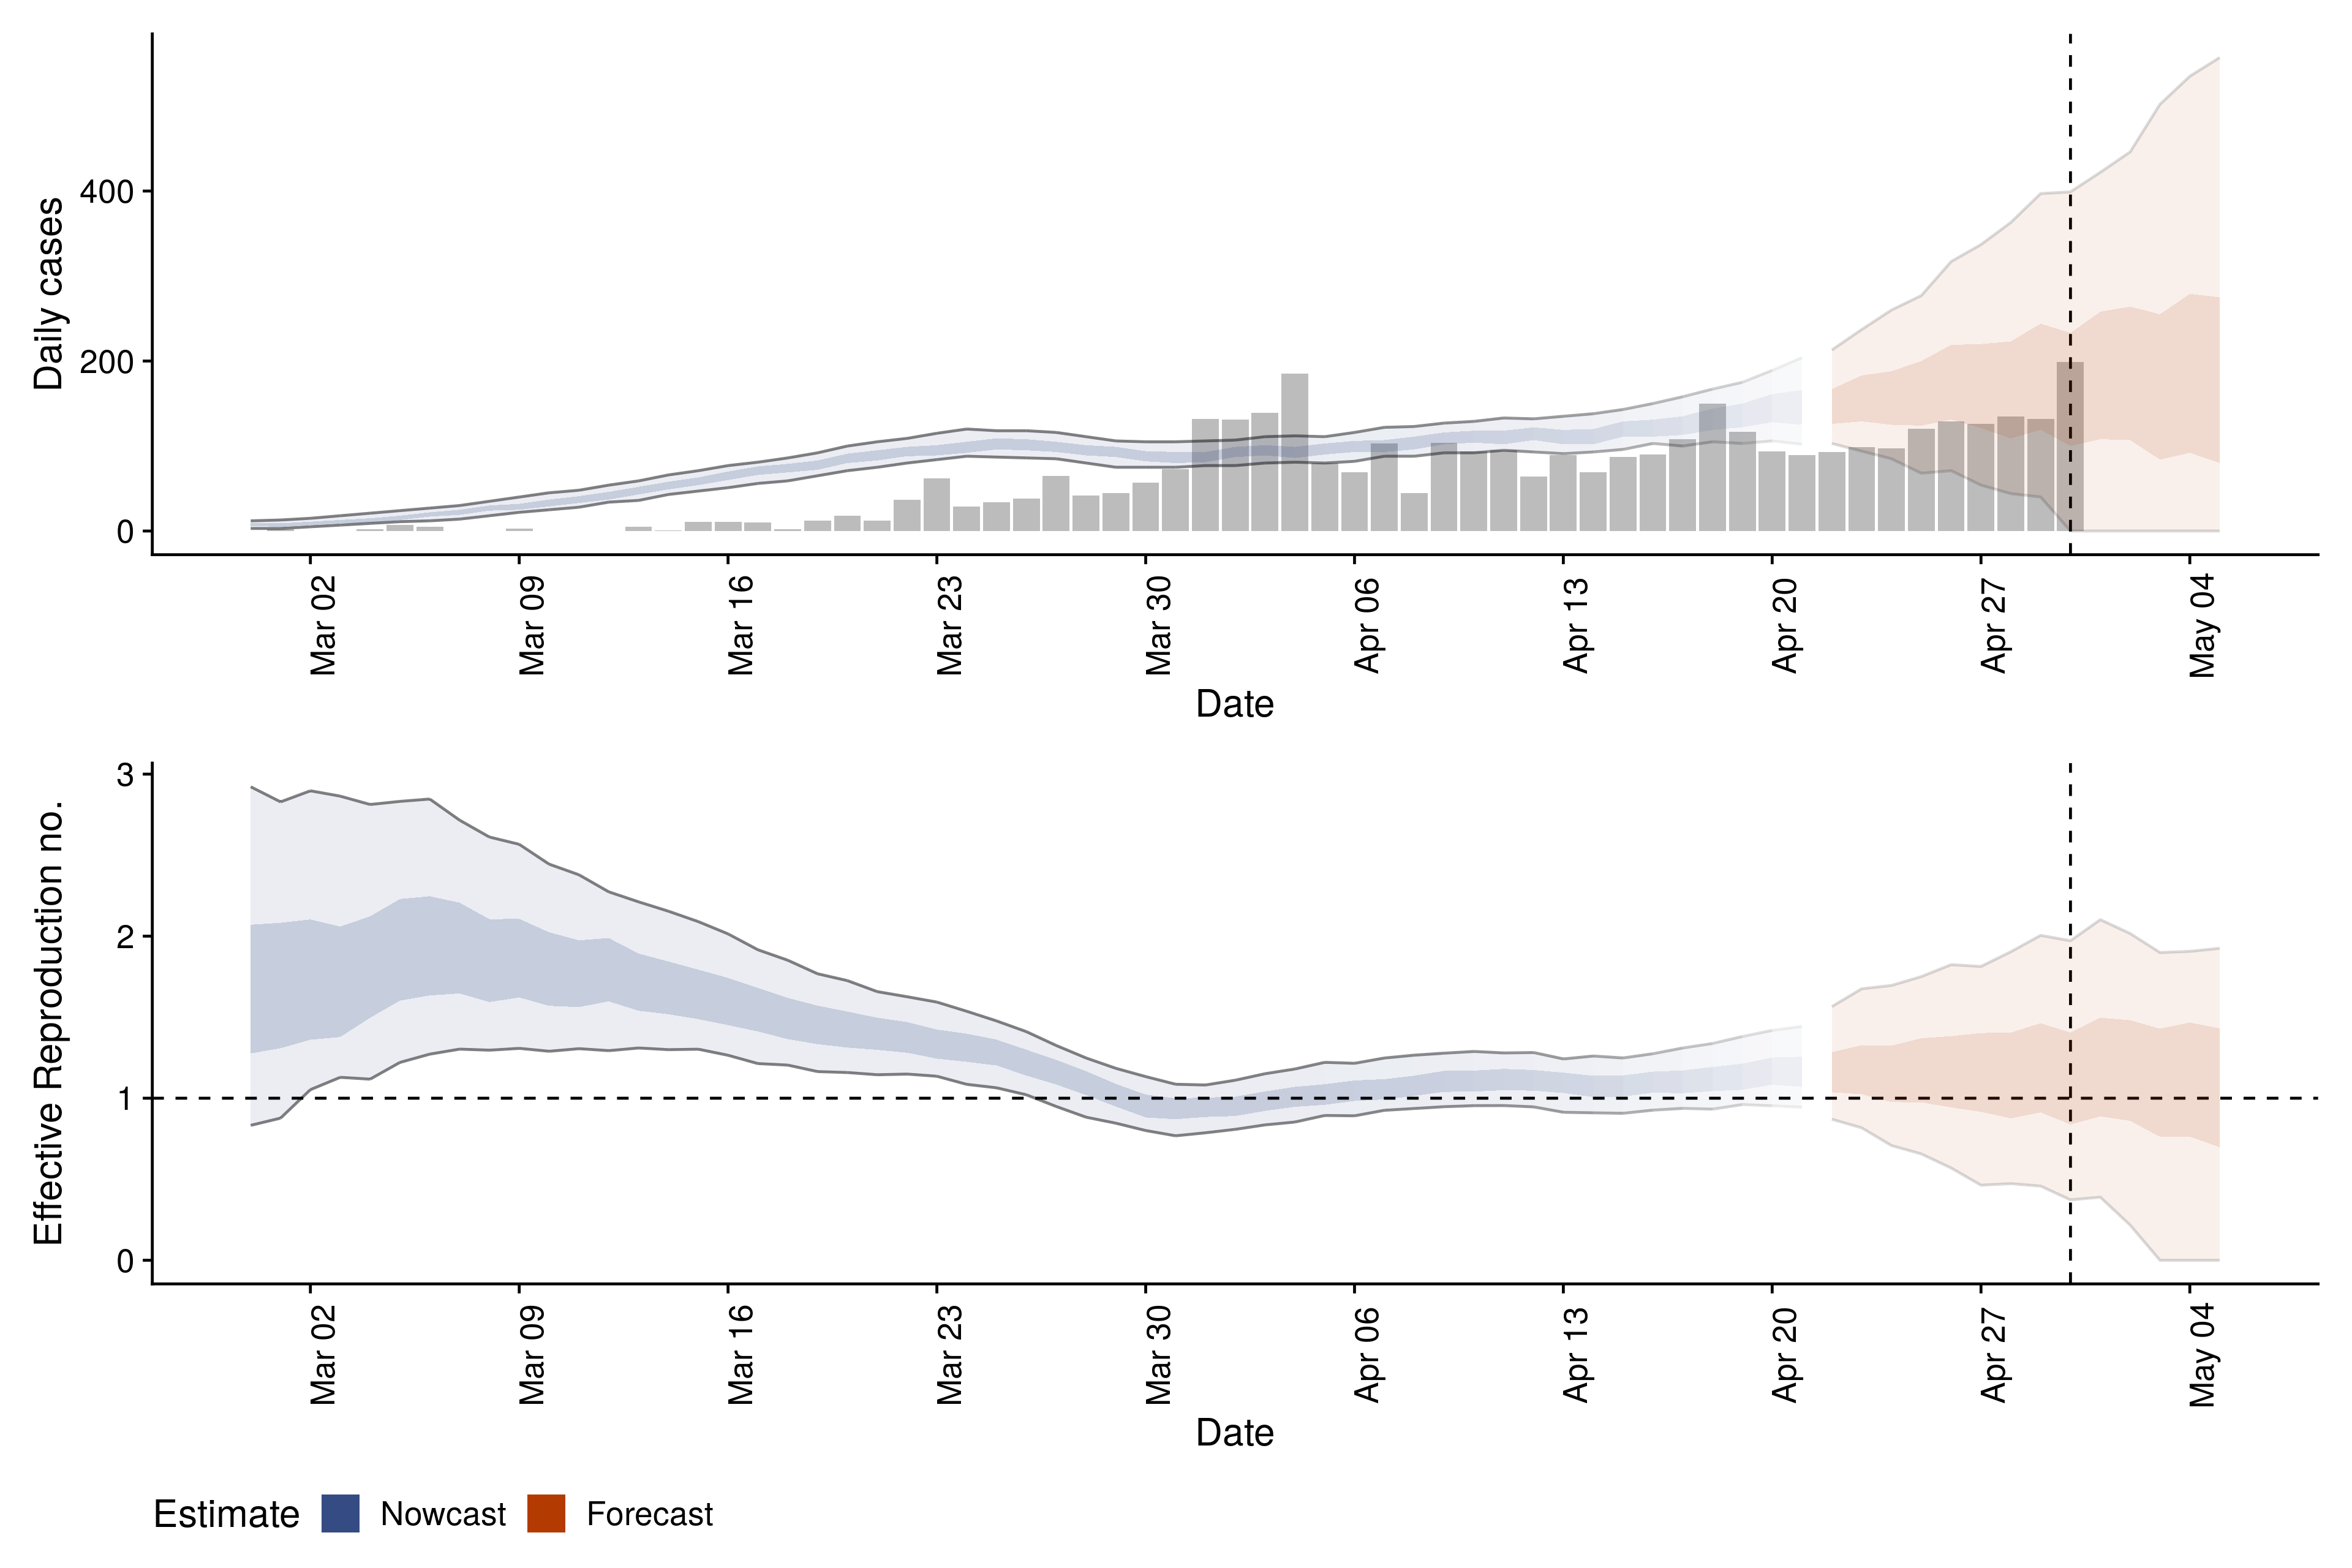 Daily cases
400
200
0
Mar 02
Mar 09
Mar 16
Mar 23
Mar 30
Apr 06
Apr 13
Apr 20
Apr 27
May 04
Date
Effective Reproduction no.
3
2
1
0
Mar 02
Mar 09
Mar 16
Mar 23
Mar 30
Apr 06
Apr 13
Apr 20
Apr 27
May 04
Date
Estimate Nowcast Forecast